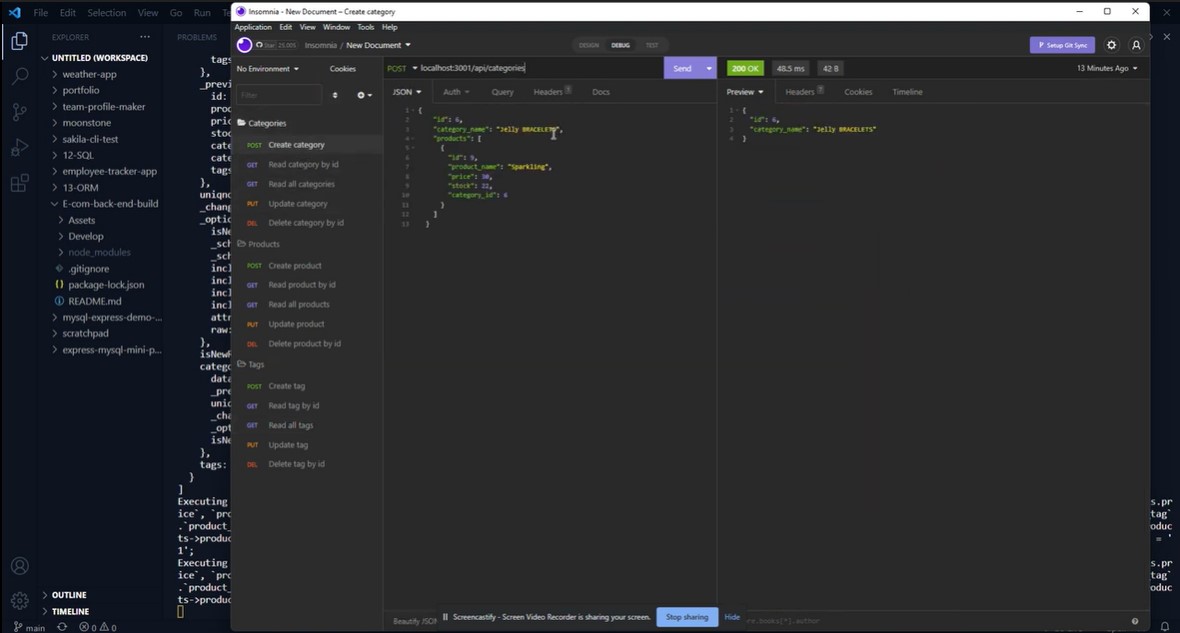 File Edit Selection View Go Run
EXPLORER
UNTITLED (WORKSPACE)
weather-app
portfolio
team-profile-maker
moonstone
12-SQL
employee-tracker-app
13-ORM
E-com-back-end-build
Assets
Develop
node_modules
.gitignore
package-lock.json
README.md
mysql-express-demo-...
sakila-cli-test
scratchpad
express-mysql-mini-p...
OUTLINE
TIMELINE
main
0 0
PROBLEMS
tags
},
_previ
id:
prod
pric
stoc
cate
cate
tags
},
uniqno
_chang
_optio
isNe
_sch
_sch
incl
incl
incl
incl
attr
raw:
},
isNewR
catego
data
_pre
uniq
_cha
_opt
isNe
},
tags:
}
]
Executing
ice`, `pro
.`product_
ts->produc
1';
Executing
ice`, `pro
.`product_
ts->produc
s.pr
tag`
oduc
= '
s.pr
tag`
oduc
Insomnia - New Document – Create category
Application Edit View Window Tools Help
Star 25,001
Insomnia / New Document
DESIGN DEBUG TEST
Setup Git Sync
No Environment Cookies
Filter
Categories
POST Create category
GET Read category by id
GET Read all categories
PUT Update category
DEL Delete category by id
Products
POST Create product
GET Read product by id
GET Read all products
PUT Update product
DEL Delete product by id
Tags
POST Create tag
GET Read tag by id
GET Read all tags
PUT Update tag
DEL Delete tag by id
POST localhost:3001/api/categories Send
JSON Auth Query Headers 1 Docs
1 {
2 "id": 6,
3 "category_name": "Jelly BRACELETS",
4 "products": [
5 {
6 "id": 9,
7 "product_name": "Sparkling",
8 "price": 30,
9 "stock": 22,
10 "category_id": 6
11 }
12 ]
13 }
Beautify JSON
200 OK 48.5 ms 42 B 13 Minutes Ago
Preview Headers 7 Cookies Timeline
1 {
2 "id": 6,
3 "category_name": "Jelly BRACELETS"
4 }
Screencastify - Screen Video Recorder is sharing your screen. Stop sharing Hide
re.books[*].author